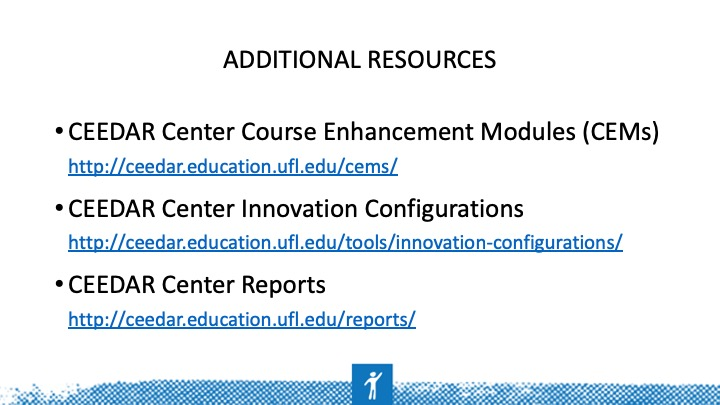 ADDITIONAL RESOURCES
• CEEDAR Center Course Enhancement Modules (CEMs)
http://ceedar.education.ufl.edu/cems/
• CEEDAR Center Innovation Configurations
http://ceedar.education.ufl.edu/tools/innovation-configurations/
• CEEDAR Center Reports
http://ceedar.education.ufl.edu/reports/